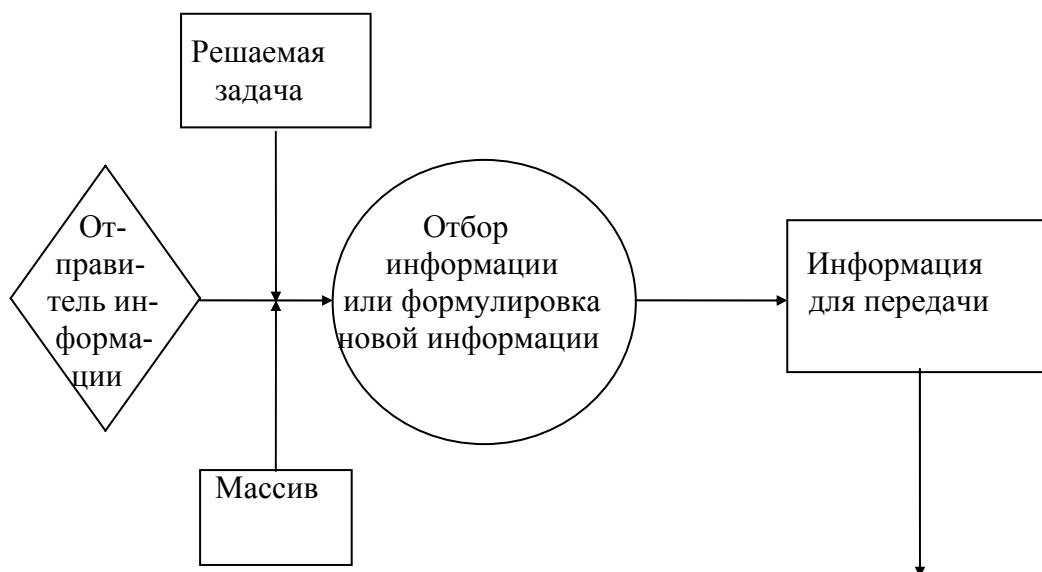 Решаемая
задача
От-
прави-
тель ин-
форма-
ции
Отбор
информации
или формулировка
новой информации
Информация
для передачи
Массив